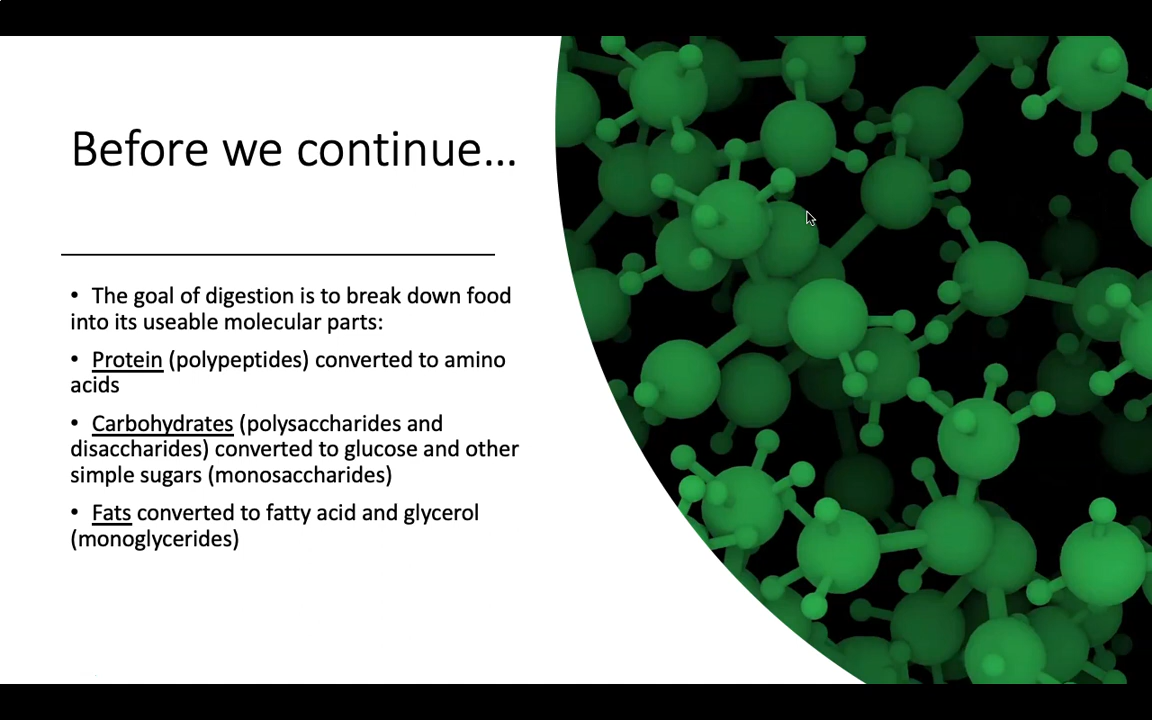 Before we continue...
• The goal of digestion is to break down food
into its useable molecular parts:
• Protein (polypeptides) converted to amino
acids
• Carbohydrates (polysaccharides and
disaccharides) converted to glucose and other
simple sugars (monosaccharides)
• Fats converted to fatty acid and glycerol
(monoglycerides)